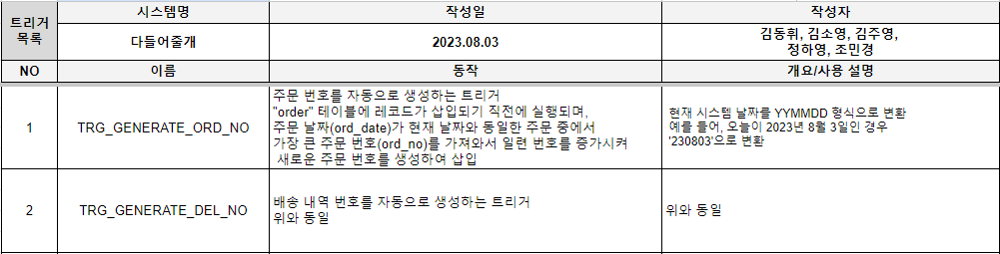 트리거
목록
시스템명
작성일
작성자
다들어줄개
2023.08.03
김동휘, 김소영, 김주영,
정하영, 조민경
NO
이름
동작
개요/사용 설명
1
TRG_GENERATE_ORD_NO
주문 번호를 자동으로 생성하는 트리거
"order" 테이블에 레코드가 삽입되기 직전에 실행되며,
주문 날짜(ord_date)가 현재 날짜와 동일한 주문 중에서
가장 큰 주문 번호(ord_no)를 가져와서 일련 번호를 증가시켜
새로운 주문 번호를 생성하여 삽입
현재 시스템 날짜를 YYMMDD 형식으로 변환
예를 들어, 오늘이 2023년 8월 3일인 경우
'230803'으로 변환
2
TRG_GENERATE_DEL_NO
배송 내역 번호를 자동으로 생성하는 트리거
위와 동일
위와 동일